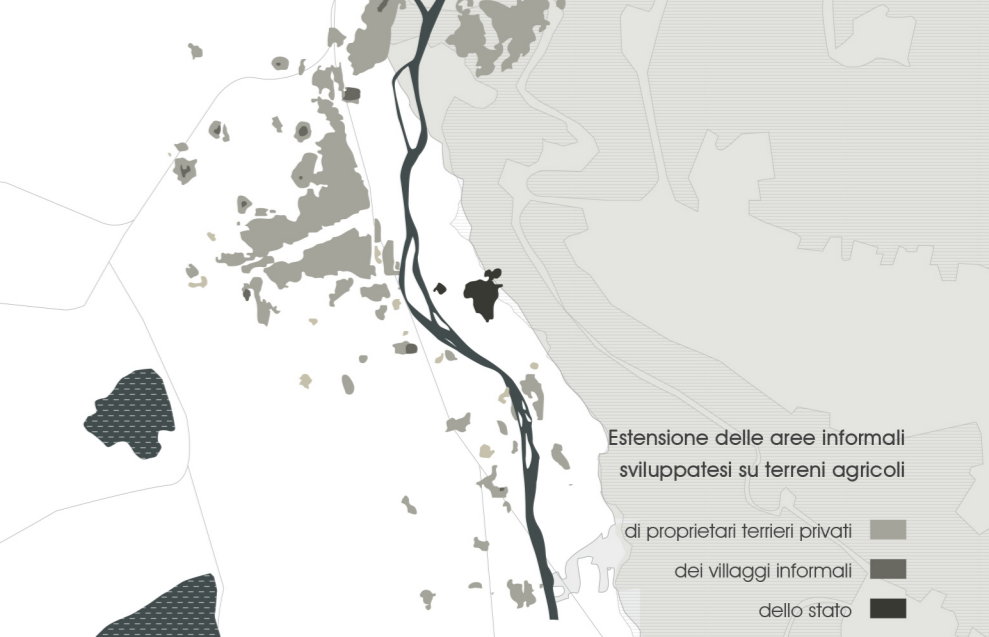 Estensione delle aree informali
sviluppatesi su terreni agricoli
di proprietari terrieri privati
dei villaggi informali
dello stato